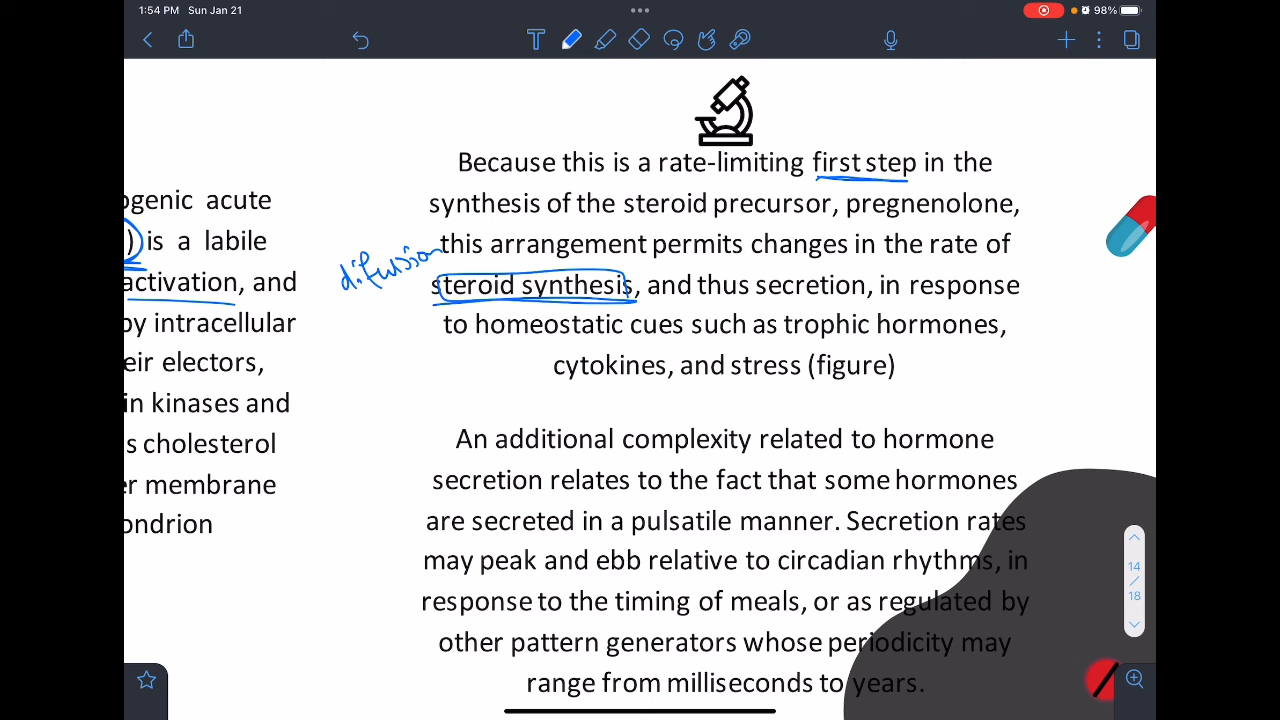 1:54 PM Sun Jan 21
98%
T
ogenic acute
) is a labile
activation, and
by intracellular
eir electors,
in kinases and
s cholesterol
er membrane
ondrion
Because this is a rate-limiting first step in the
synthesis of the steroid precursor, pregnenolone,
this arrangement permits changes in the rate of
difussion
steroid synthesis, and thus secretion, in response
to homeostatic cues such as trophic hormones,
cytokines, and stress (figure)
An additional complexity related to hormone
secretion relates to the fact that some hormones
are secreted in a pulsatile manner. Secretion rates
may peak and ebb relative to circadian rhythms, in
response to the timing of meals, or as regulated by
other pattern generators whose periodicity may
range from milliseconds to years.
14
/
18